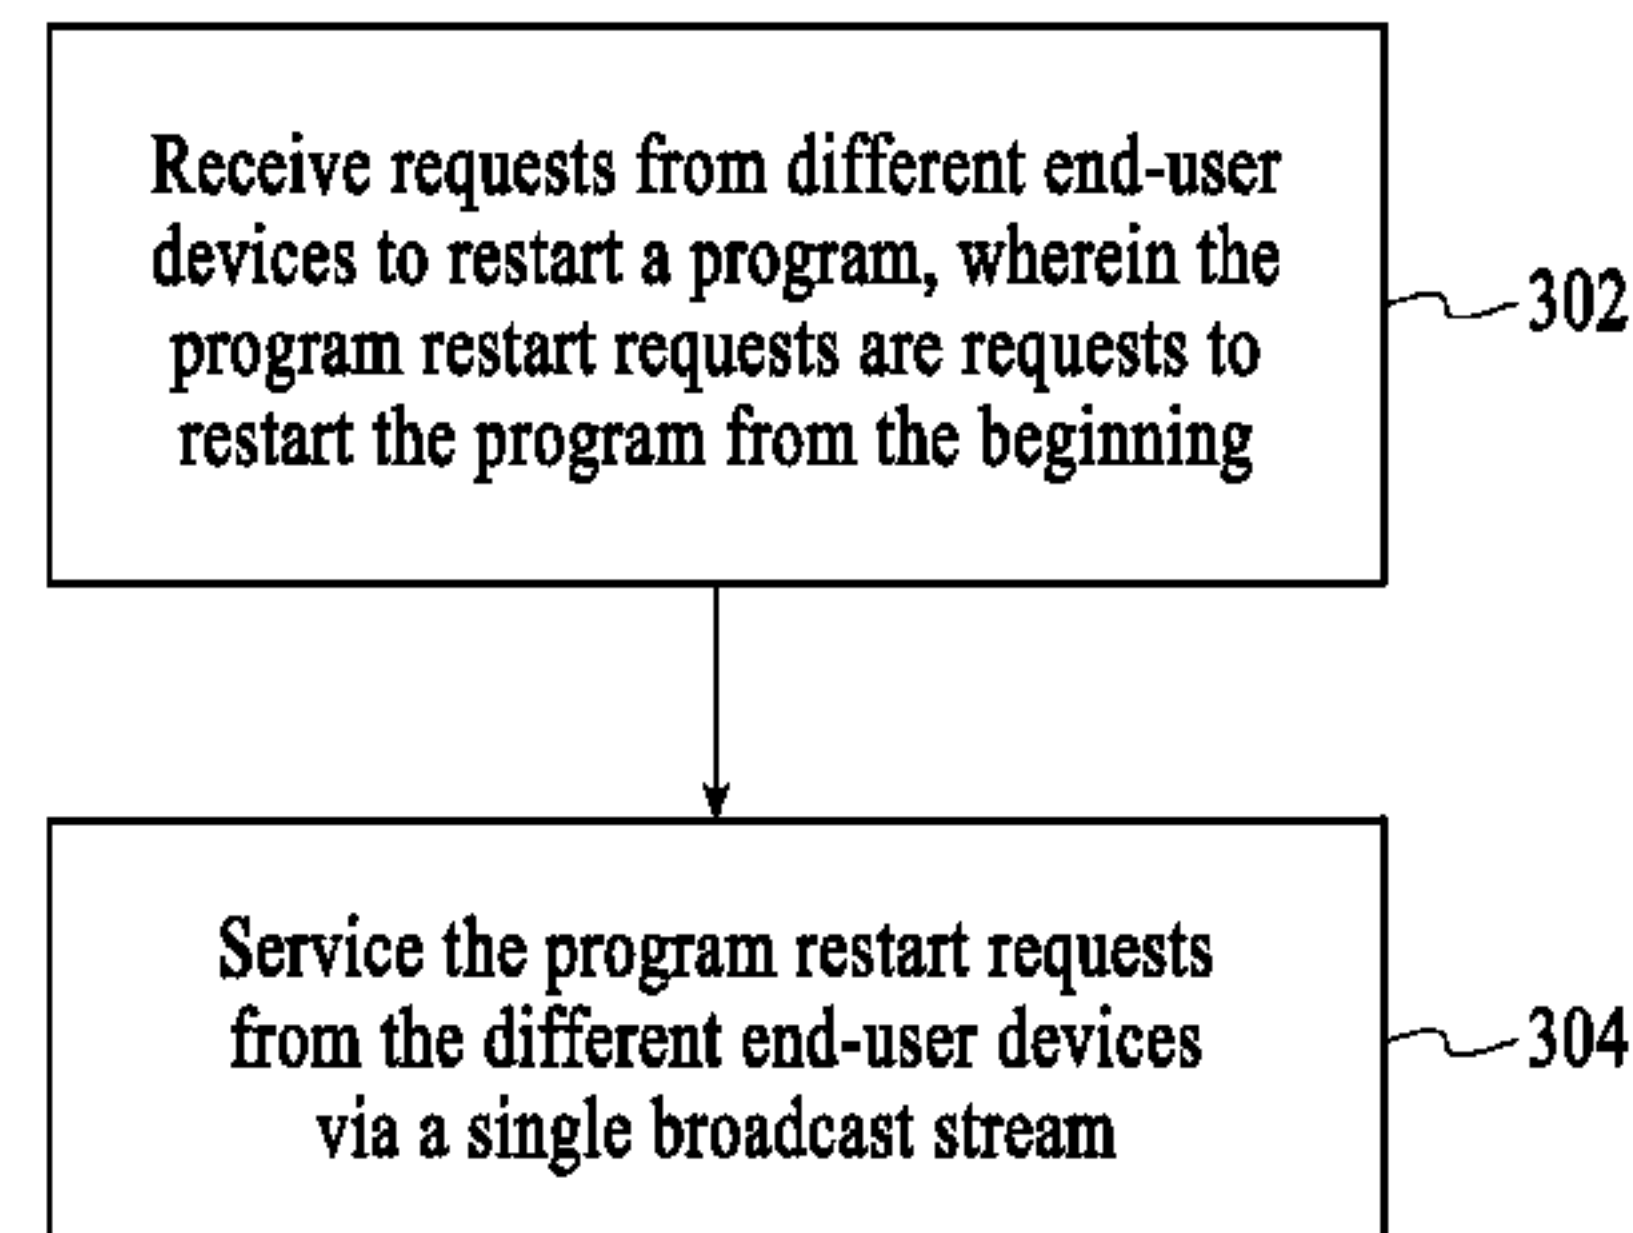 Receive requests from different end-user
devices to restart a program, wherein the
program restart requests are requests to
restart the program from the beginning
302
Service the program restart requests
from the different end-user devices
via a single broadcast stream
304